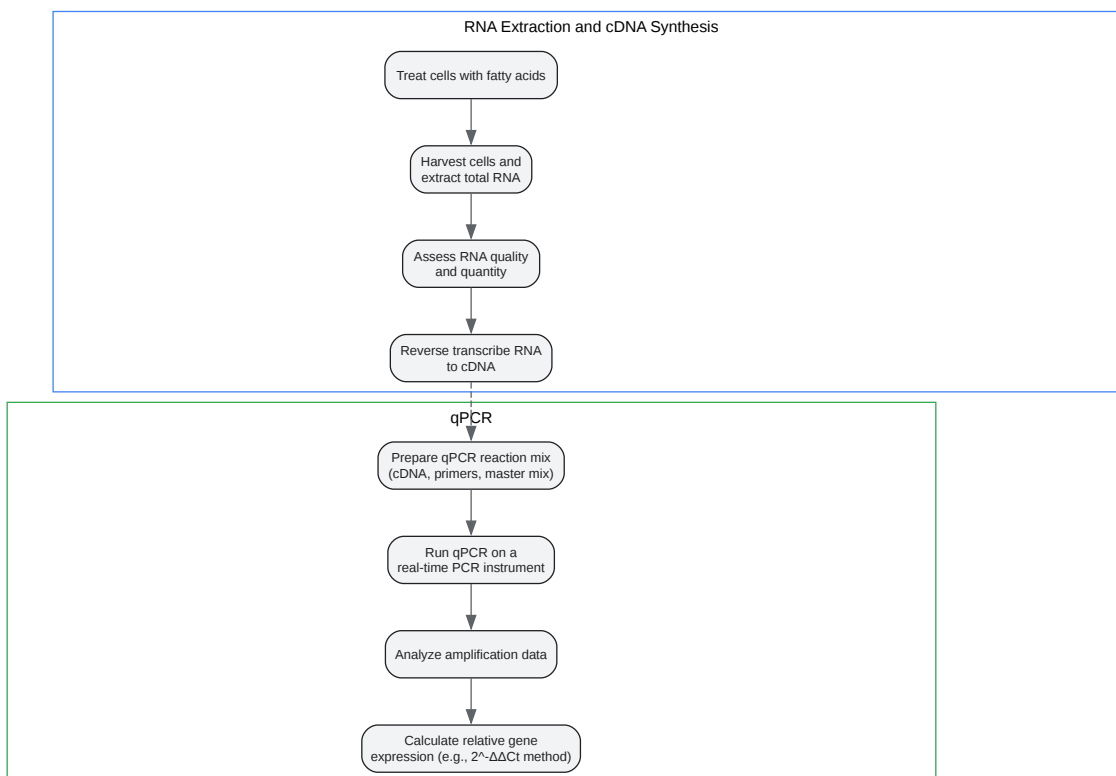 RNA Extraction and cDNA Synthesis
Treat cells with fatty acids
Harvest cells and
extract total RNA
Assess RNA quality
and quantity
Reverse transcribe RNA
to cDNA
qPCR
Prepare qPCR reaction mix
(cDNA, primers, master mix)
Run qPCR on a
real-time PCR instrument
Analyze amplification data
Calculate relative gene
expression (e.g., 2^-ΔΔCt method)